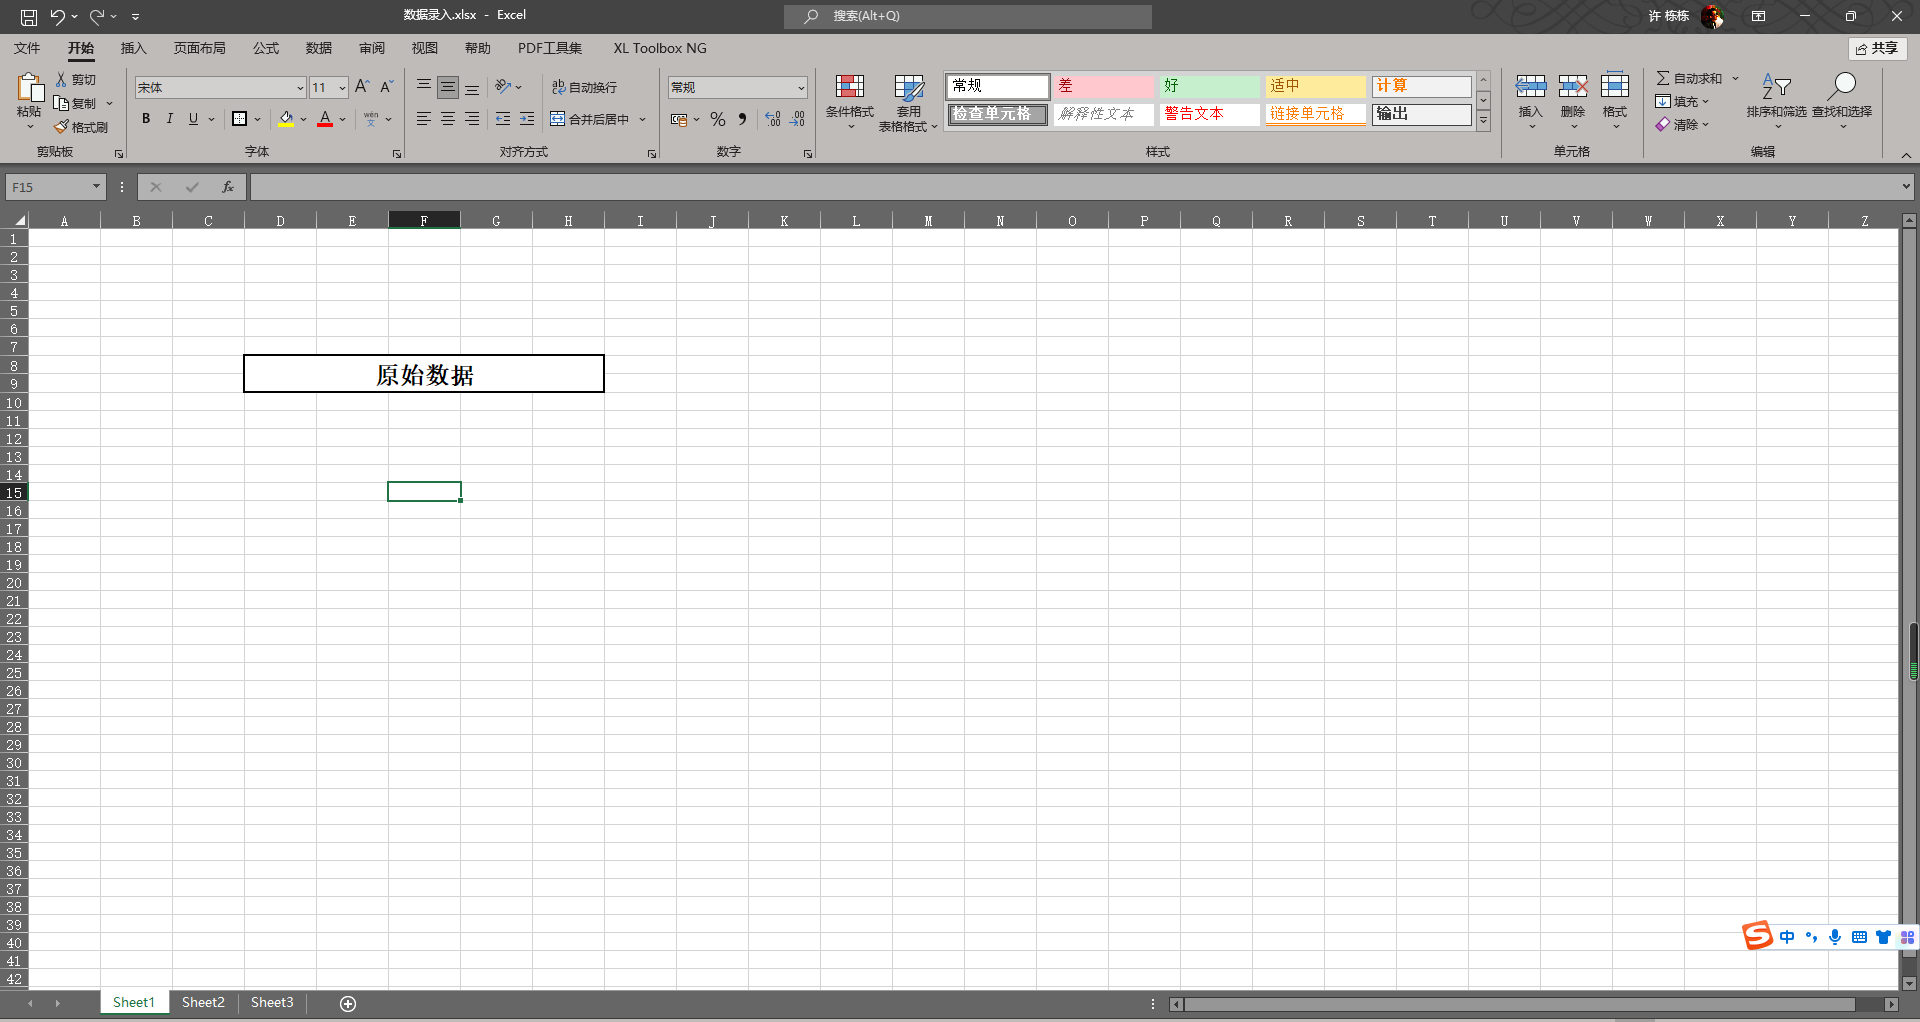 数据录入.xlsx - Excel
搜索(Alt+Q)
许 栋栋
文件 开始 插入 页面布局 公式 数据 审阅 视图 帮助 PDF工具集 XL Toolbox NG
共享
粘贴
剪切
复制
格式刷
剪贴板
宋体 11
B I U
wén
文
字体
ab 自动换行
合并后居中
对齐方式
常规
%
数字
条件格式
套用
表格格式
常规 差 好 适中 计算
检查单元格 解释性文本 警告文本 链接单元格 输出
样式
插入 删除 格式
单元格
自动求和
填充
清除
排序和筛选 查找和选择
编辑
F15
fx
A B C D E F G H I J K L M N O P Q R S T U V W X Y Z
1
2
3
4
5
6
7
8
9
10
11
12
13
14
15
16
17
18
19
20
21
22
23
24
25
26
27
28
29
30
31
32
33
34
35
36
37
38
39
40
41
42
原始数据
中
Sheet1 Sheet2 Sheet3